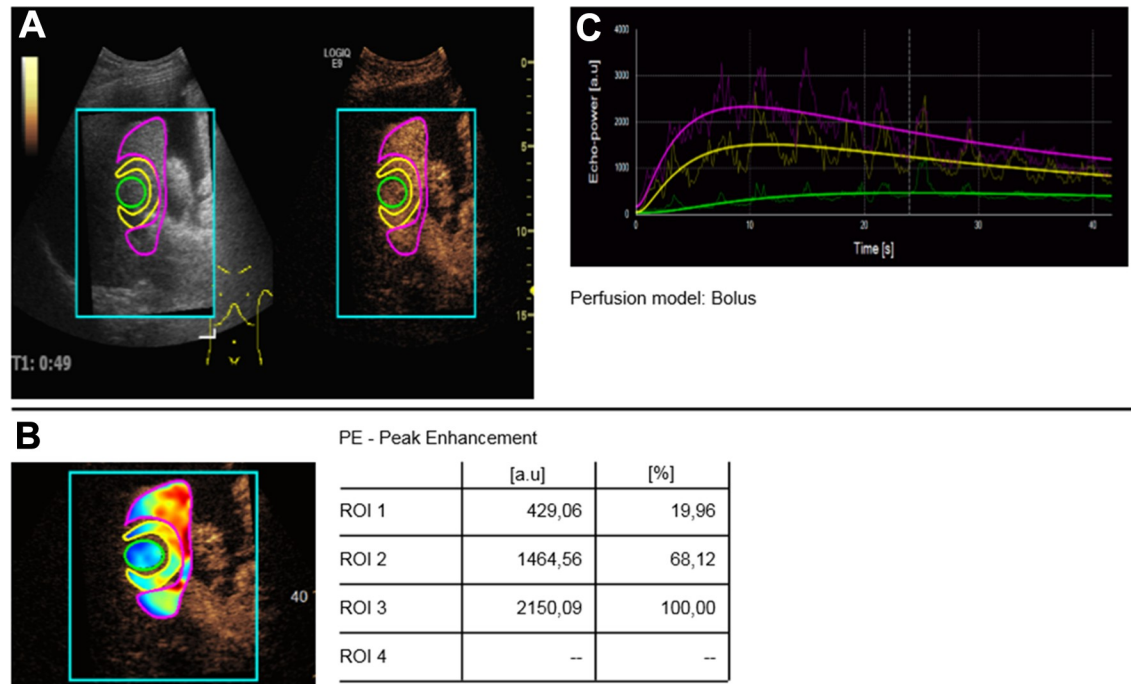 A
LOGIQ
E9
0
5
10
15
T1: 0:49
C
Echo-power [a.u]
4000
3000
2000
1000
0
0
10
20
30
40
Time [s]
Perfusion model: Bolus
B
40
PE - Peak Enhancement
[a.u] [%]
ROI 1 429,06 19,96
ROI 2 1464,56 68,12
ROI 3 2150,09 100,00
ROI 4 -- --